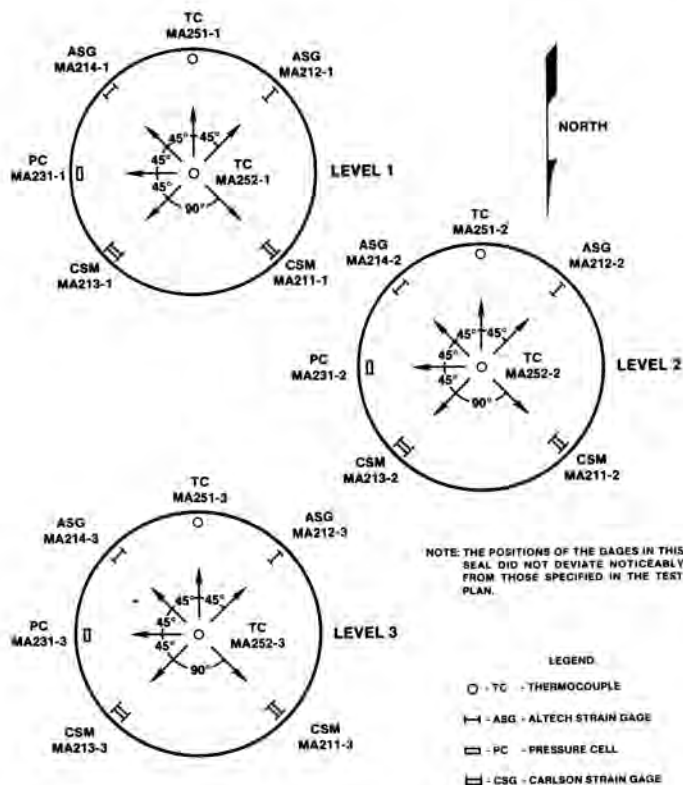 TC
MA251-1
ASG
MA214-1
ASG
MA212-1
45°
45°
45°
45°
PC
MA231-1
TC
MA252-1
90°
CSM
MA213-1
CSM
MA211-1
LEVEL 1
NORTH
TC
MA251-2
ASG
MA214-2
ASG
MA212-2
45°
45°
45°
45°
PC
MA231-2
TC
MA252-2
90°
CSM
MA213-2
CSM
MA211-2
LEVEL 2
TC
MA251-3
ASG
MA214-3
ASG
MA212-3
45°
45°
45°
45°
PC
MA231-3
TC
MA252-3
90°
CSM
MA213-3
CSM
MA211-3
LEVEL 3
NOTE: THE POSITIONS OF THE GAGES IN THIS
SEAL DID NOT DEVIATE NOTICEABLY
FROM THOSE SPECIFIED IN THE TEST
PLAN.
LEGEND
- TC - THERMOCOUPLE
- ASG - ALTECH STRAIN GAGE
- PC - PRESSURE CELL
- CSG - CARLSON STRAIN GAGE